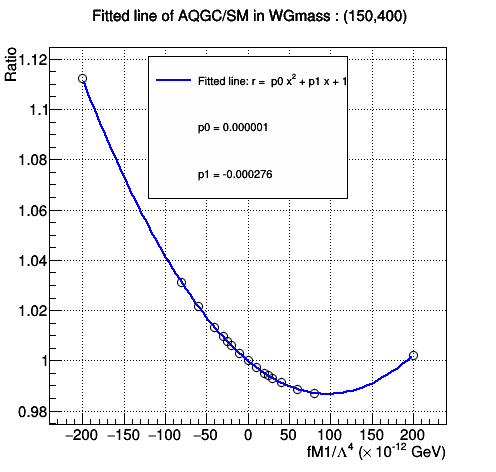 Fitted line of AQGC/SM in WGmass : (150,400)
Ratio
1.12
1.1
1.08
1.06
1.04
1.02
1
0.98
Fitted line: r = p0 x² + p1 x + 1
p0 = 0.000001
p1 = -0.000276
−200 −150 −100 −50 0 50 100 150 200
fM1/Λ⁴ (× 10⁻¹² GeV)